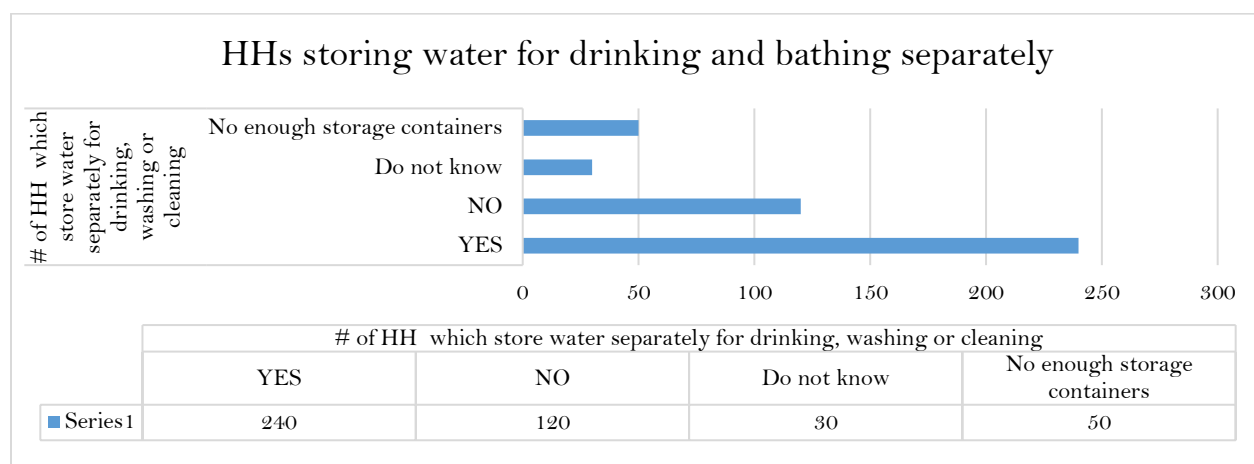 HHs storing water for drinking and bathing separately
# of HH  which
store water
separately for
drinking,
washing or
cleaning
No enough storage containers
Do not know
NO
YES
0 50 100 150 200 250 300
# of HH  which store water separately for drinking, washing or cleaning
YES NO Do not know No enough storage
containers
Series1 240 120 30 50